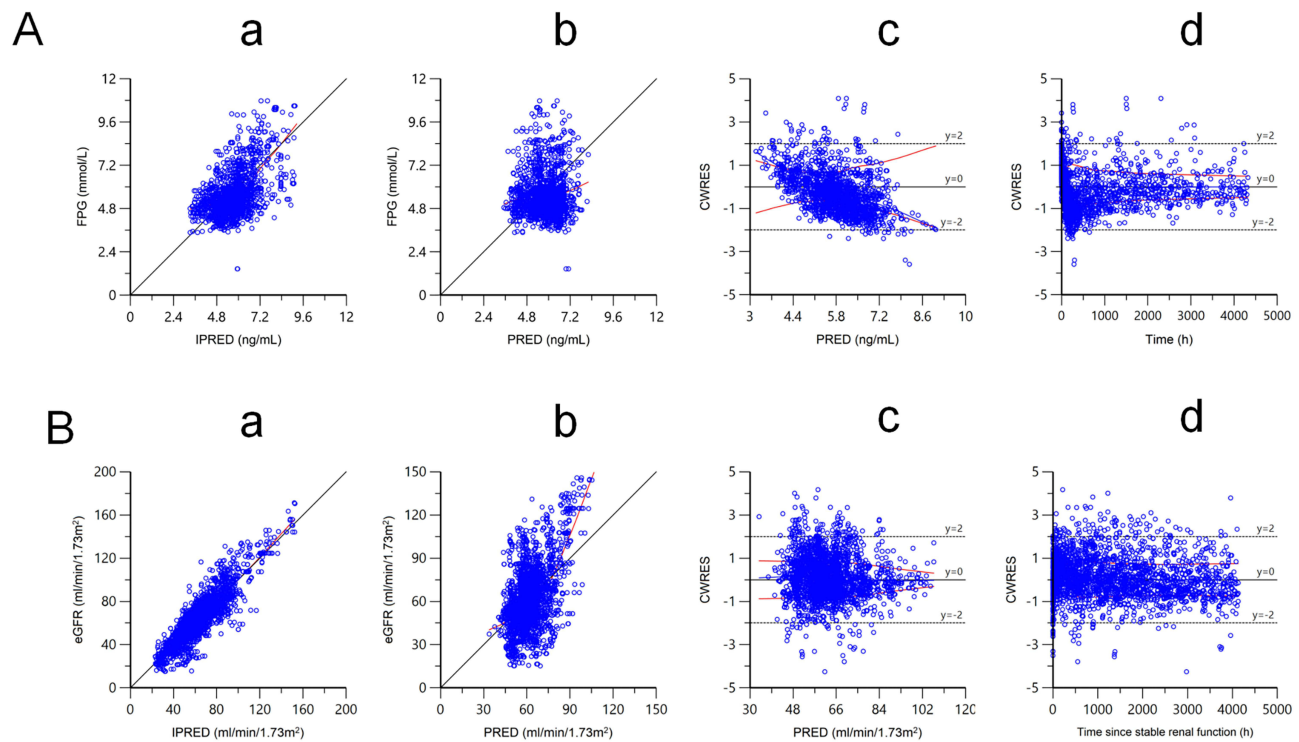 A
a
b
c
d
12
9.6
7.2
4.8
2.4
0
FPG (mmol/L)
0
2.4
4.8
7.2
9.6
12
IPRED (ng/mL)
12
9.6
7.2
4.8
2.4
0
FPG (mmol/L)
0
2.4
4.8
7.2
9.6
12
PRED (ng/mL)
5
3
1
-1
-3
-5
CWRES
y=2
y=0
y=-2
3
4.4
5.8
7.2
8.6
10
PRED (ng/mL)
5
3
1
-1
-3
-5
CWRES
y=2
y=0
y=-2
0
1000
2000
3000
4000
5000
Time (h)
B
a
b
c
d
200
160
120
80
40
0
eGFR (ml/min/1.73m²)
0
40
80
120
160
200
IPRED (ml/min/1.73m²)
150
120
90
60
30
0
eGFR (ml/min/1.73m²)
0
30
60
90
120
150
PRED (ml/min/1.73m²)
5
3
1
-1
-3
-5
CWRES
y=2
y=0
y=-2
30
48
66
84
102
120
PRED (ml/min/1.73m²)
5
3
1
-1
-3
-5
CWRES
y=2
y=0
y=-2
0
1000
2000
3000
4000
5000
Time since stable renal function (h)